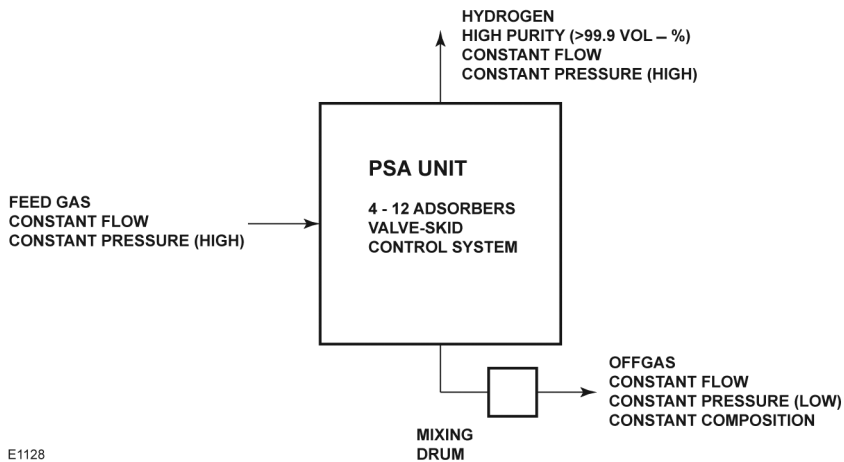 HYDROGEN
HIGH PURITY (>99.9 VOL – %)
CONSTANT FLOW
CONSTANT PRESSURE (HIGH)
PSA UNIT
4 - 12 ADSORBERS
VALVE-SKID
CONTROL SYSTEM
FEED GAS
CONSTANT FLOW
CONSTANT PRESSURE (HIGH)
OFFGAS
CONSTANT FLOW
CONSTANT PRESSURE (LOW)
CONSTANT COMPOSITION
MIXING
DRUM
E1128